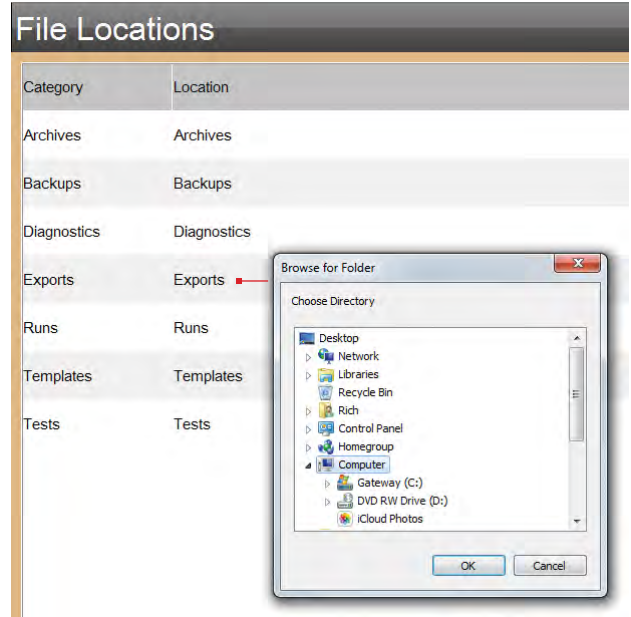 File Locations
Category Location
Archives Archives
Backups Backups
Diagnostics Diagnostics
Exports Exports
Runs Runs
Templates Templates
Tests Tests
Browse for Folder
Choose Directory
Desktop
Network
Libraries
Recycle Bin
Rich
Control Panel
Homegroup
Computer
Gateway (C:)
DVD RW Drive (D:)
iCloud Photos
OK Cancel